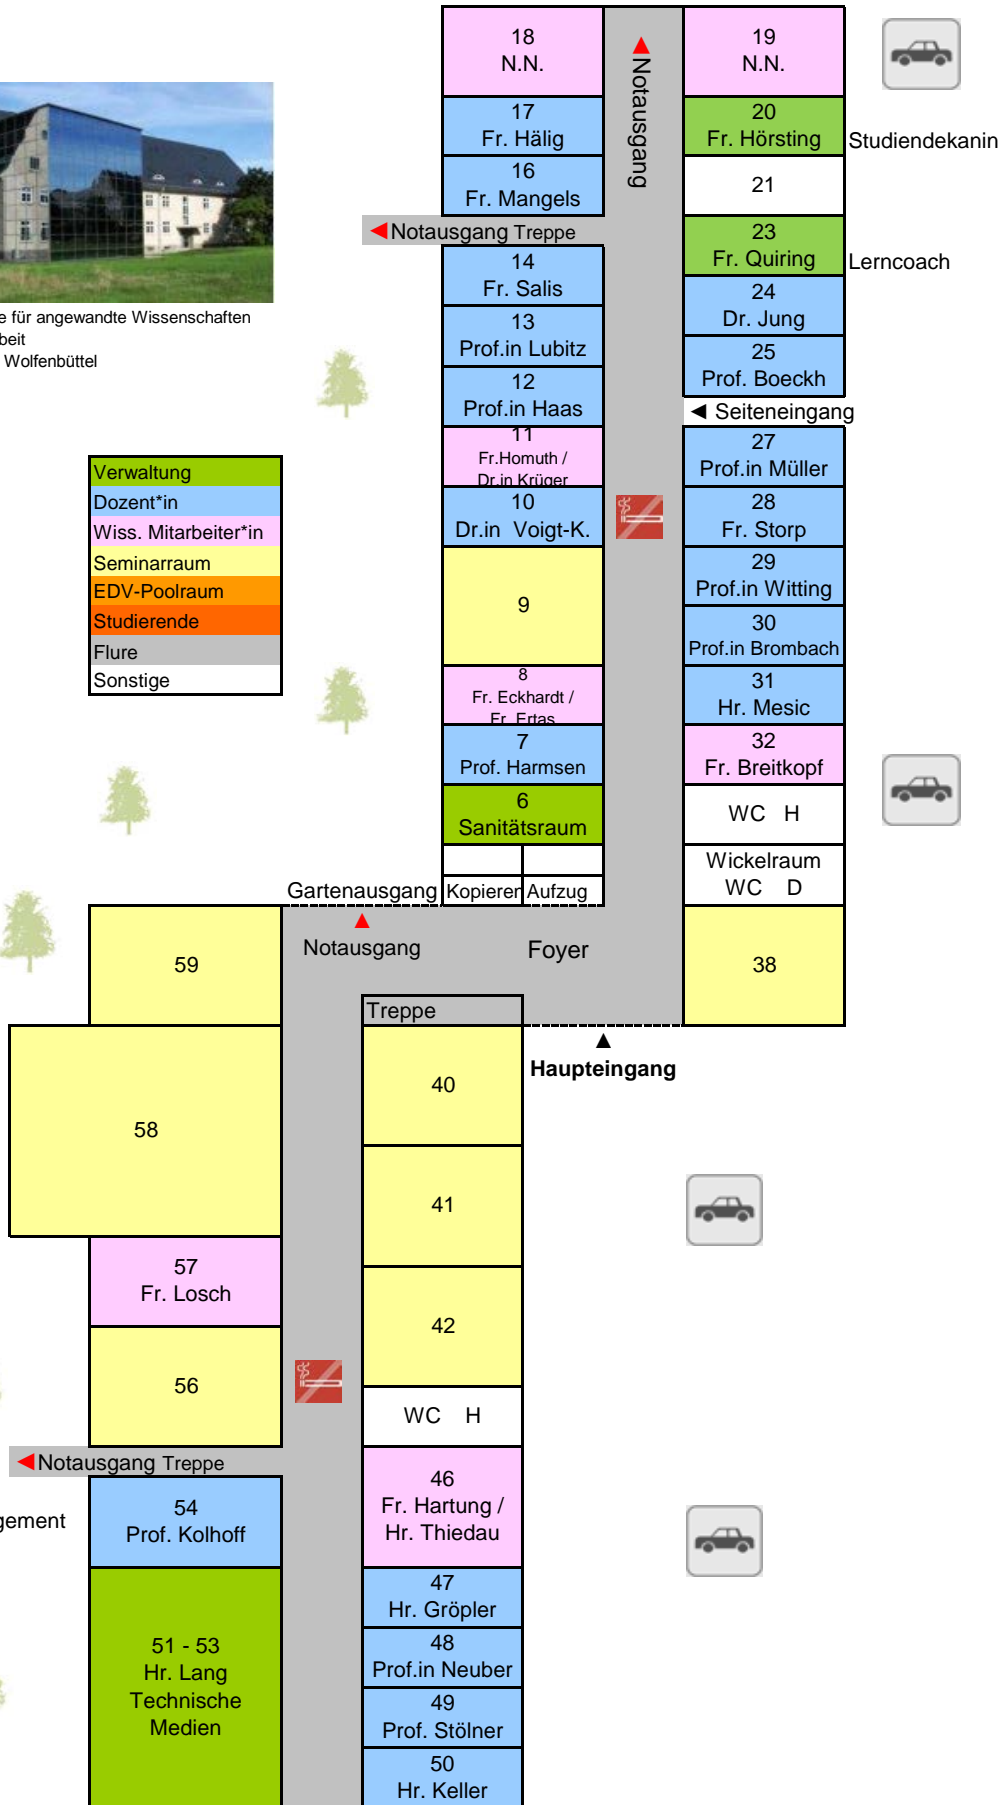 18
N.N.
Notausgang
19
N.N.
17
Fr. Hälig
20
Fr. Hörsting
Studiendekanin
16
Fr. Mangels
21
Notausgang Treppe
23
Fr. Quiring
Lerncoach
14
Fr. Salis
24
Dr. Jung
e für angewandte Wissenschaften
beit
Wolfenbüttel
13
Prof.in Lubitz
25
Prof. Boeckh
12
Prof.in Haas
Seiteneingang
11
Fr.Homuth /
Dr.in Krüger
27
Prof.in Müller
Verwaltung
Dozent*in
Wiss. Mitarbeiter*in
Seminarraum
EDV-Poolraum
Studierende
Flure
Sonstige
10
Dr.in Voigt-K.
28
Fr. Storp
9
29
Prof.in Witting
30
Prof.in Brombach
8
Fr. Eckhardt /
Fr. Ertas
31
Hr. Mesic
7
Prof. Harmsen
32
Fr. Breitkopf
6
Sanitätsraum
WC H
Wickelraum
WC D
Gartenausgang
Kopieren
Aufzug
Notausgang
Foyer
59
38
Treppe
Haupteingang
40
58
41
57
Fr. Losch
42
56
WC H
Notausgang Treppe
46
Fr. Hartung /
Hr. Thiedau
gement
54
Prof. Kolhoff
47
Hr. Gröpler
51 - 53
Hr. Lang
Technische
Medien
48
Prof.in Neuber
49
Prof. Stölner
50
Hr. Keller